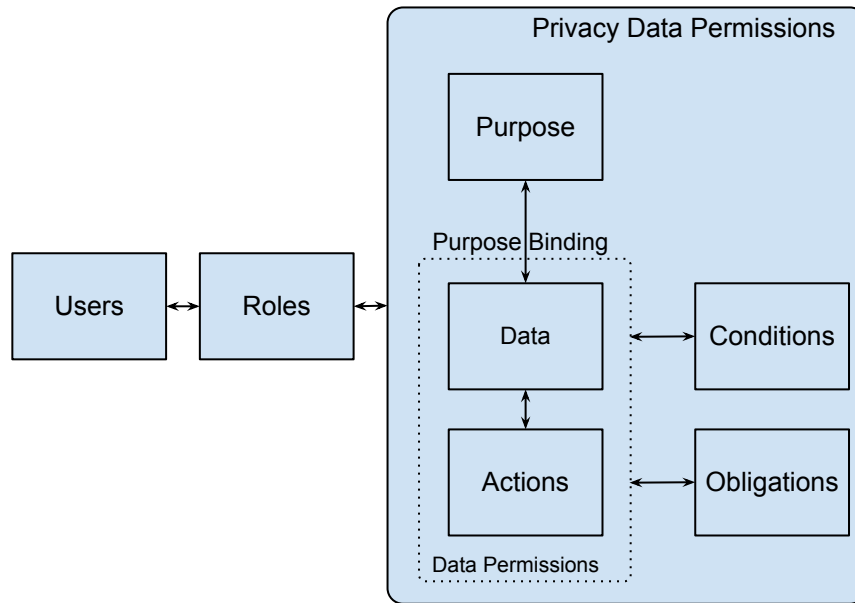 Privacy Data Permissions
Purpose
Purpose Binding
Users
Roles
Data
Conditions
Actions
Obligations
Data Permissions